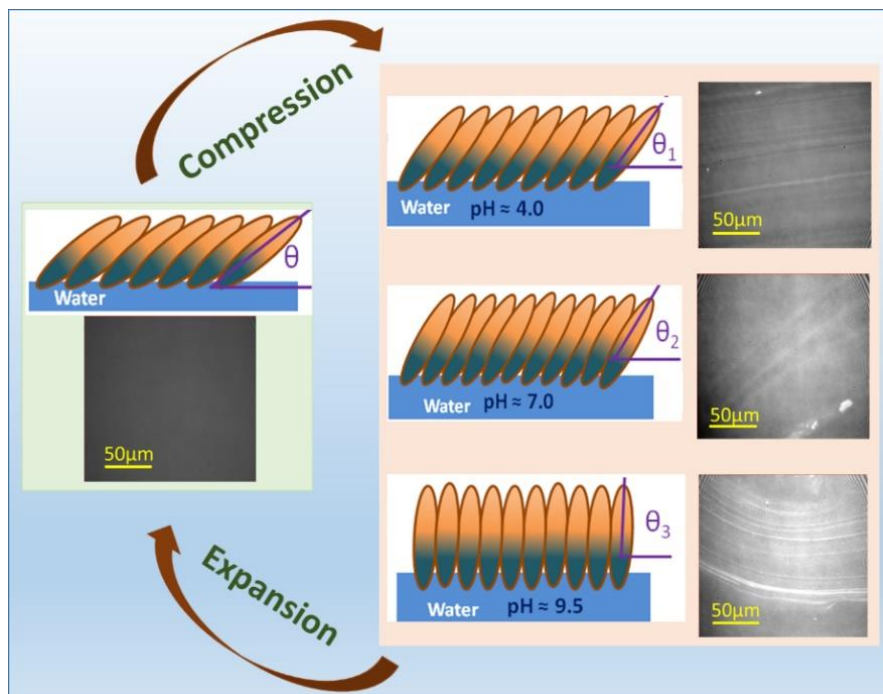 Compression
θ
Water
50μm
θ₁
Water pH ≈ 4.0
50μm
θ₂
Water pH ≈ 7.0
50μm
θ₃
Water pH ≈ 9.5
50μm
Expansion